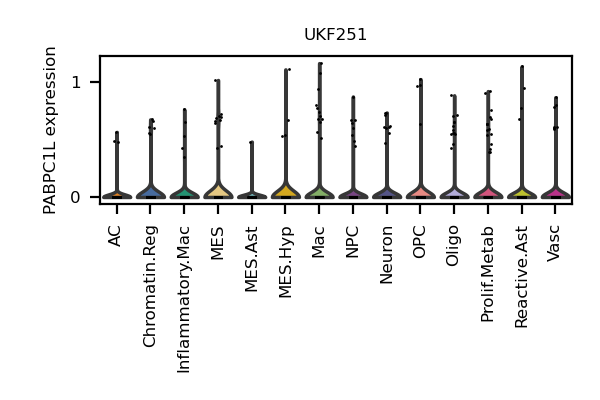 UKF251
PABPC1L expression
1
0
AC
Chromatin.Reg
Inflammatory.Mac
MES
MES.Ast
MES.Hyp
Mac
NPC
Neuron
OPC
Oligo
Prolif.Metab
Reactive.Ast
Vasc